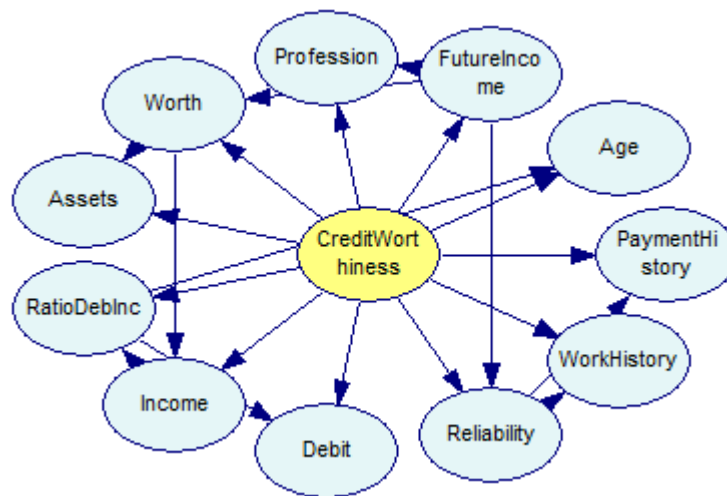 Profession
FutureInco
me
Worth
Age
Assets
CreditWort
hiness
PaymentHi
story
RatioDebInc
WorkHistory
Income
Reliability
Debit